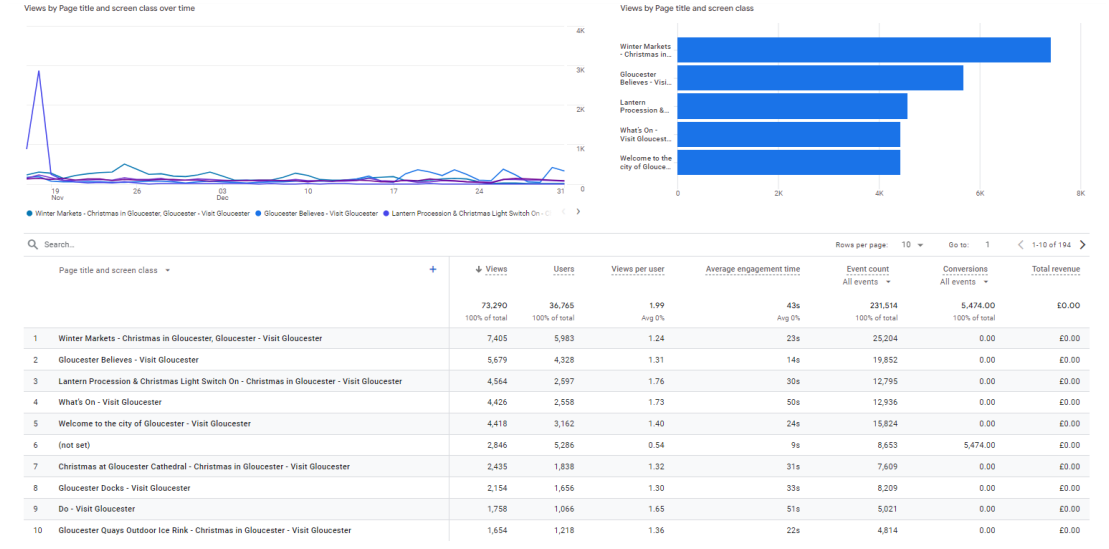 Views by Page title and screen class over time
4K
3K
2K
1K
0
19 Nov
26
03 Dec
10
17
24
31
Winter Markets - Christmas in Gloucester, Gloucester - Visit Gloucester Gloucester Believes - Visit Gloucester Lantern Procession & Christmas Light Switch On -
Views by Page title and screen class
Winter Markets
- Christmas in…
Gloucester
Believes - Visi…
Lantern
Procession &…
What's On -
Visit Gloucest…
Welcome to the
city of Glouce…
0 2K 4K 6K 8K
Search…
Rows per page: 10 Go to: 1 1-10 of 194
Page title and screen class + Views Users Views per user Average engagement time Event count Conversions Total revenue
All events All events
73,290 36,765 1.99 43s 231,514 5,474.00 £0.00
100% of total 100% of total Avg 0% Avg 0% 100% of total 100% of total
1 Winter Markets - Christmas in Gloucester, Gloucester - Visit Gloucester 7,405 5,983 1.24 23s 25,204 0.00 £0.00
2 Gloucester Believes - Visit Gloucester 5,679 4,328 1.31 14s 19,852 0.00 £0.00
3 Lantern Procession & Christmas Light Switch On - Christmas in Gloucester - Visit Gloucester 4,564 2,597 1.76 30s 12,795 0.00 £0.00
4 What's On - Visit Gloucester 4,426 2,558 1.73 50s 12,936 0.00 £0.00
5 Welcome to the city of Gloucester - Visit Gloucester 4,418 3,162 1.40 24s 15,824 0.00 £0.00
6 (not set) 2,846 5,286 0.54 9s 8,653 5,474.00 £0.00
7 Christmas at Gloucester Cathedral - Christmas in Gloucester - Visit Gloucester 2,435 1,838 1.32 31s 7,609 0.00 £0.00
8 Gloucester Docks - Visit Gloucester 2,154 1,656 1.30 33s 8,209 0.00 £0.00
9 Do - Visit Gloucester 1,758 1,066 1.65 51s 5,021 0.00 £0.00
10 Gloucester Quays Outdoor Ice Rink - Christmas in Gloucester - Visit Gloucester 1,654 1,218 1.36 22s 4,814 0.00 £0.00